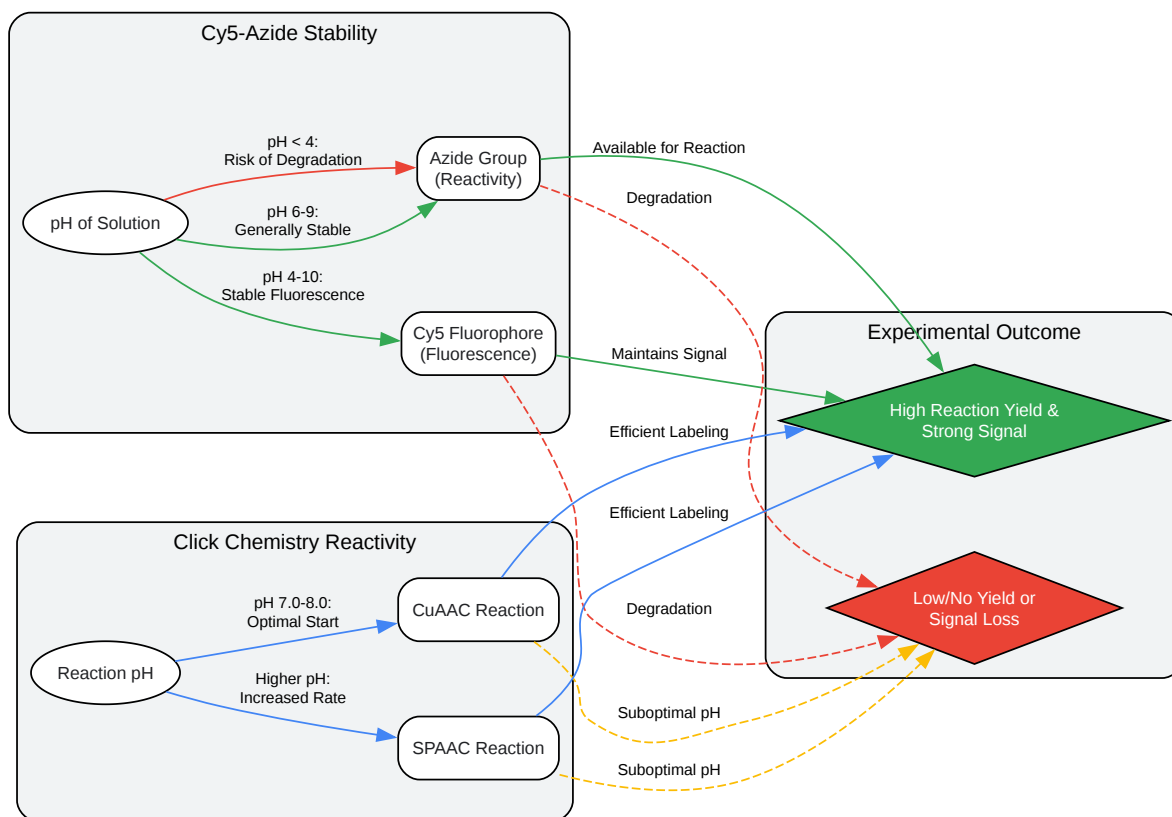 Cy5-Azide Stability
pH < 4:
Risk of Degradation
Azide Group
(Reactivity)
Available for Reaction
Degradation
pH of Solution
pH 6-9:
Generally Stable
pH 4-10:
Stable Fluorescence
Cy5 Fluorophore
(Fluorescence)
Maintains Signal
Experimental Outcome
High Reaction Yield &
Strong Signal
Efficient Labeling
Efficient Labeling
Click Chemistry Reactivity
pH 7.0-8.0:
Optimal Start
CuAAC Reaction
Degradation
Low/No Yield or
Signal Loss
Reaction pH
Higher pH:
Increased Rate
SPAAC Reaction
Suboptimal pH
Suboptimal pH